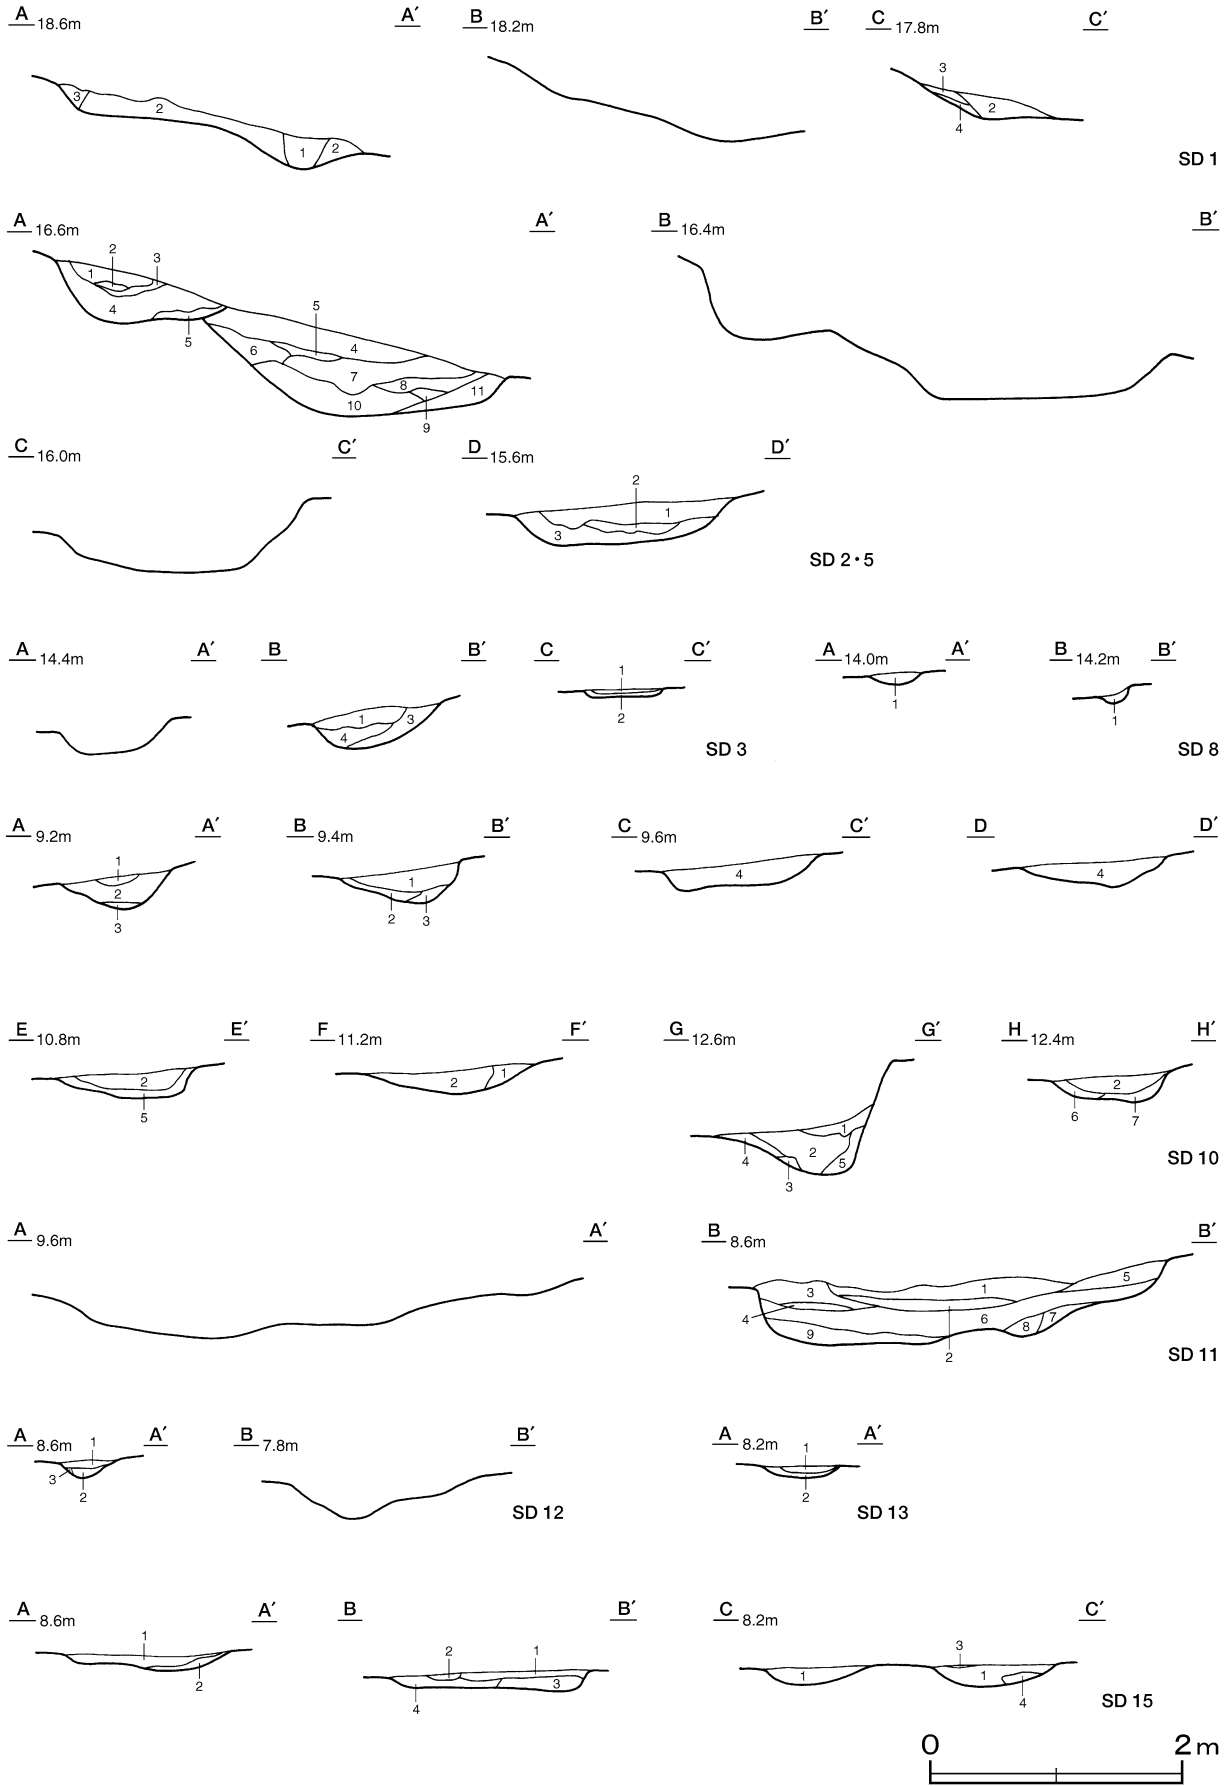 A 18.6m A′ B 18.2m B′ C 17.8m C′
3 2 1 2
3 2 4
SD 1
A 16.6m A′ B 16.4m B′
2 3 1 4 5
5 4 6 7 8 10 11 9
C 16.0m C′ D 15.6m D′
2 1 3
SD 2・5
A 14.4m A′ B B′ C C′ A 14.0m A′ B 14.2m B′
1 3 4
1 2
1
1
SD 3
SD 8
A 9.2m A′ B 9.4m B′ C 9.6m C′ D D′
1 2 3
1 2 3
4
4
E 10.8m E′ F 11.2m F′ G 12.6m G′ H 12.4m H′
2 5
2 1
1 2 4 3 5
2 6 7
SD 10
A 9.6m A′ B 8.6m B′
3 1 5 4 6 7 8 9 2
SD 11
A 8.6m A′ B 7.8m B′ A 8.2m A′
1 3 2
1 2
SD 12
SD 13
A 8.6m A′ B B′ C 8.2m C′
1 2
2 1 3 4
1 3 1 4
SD 15
0 2 m